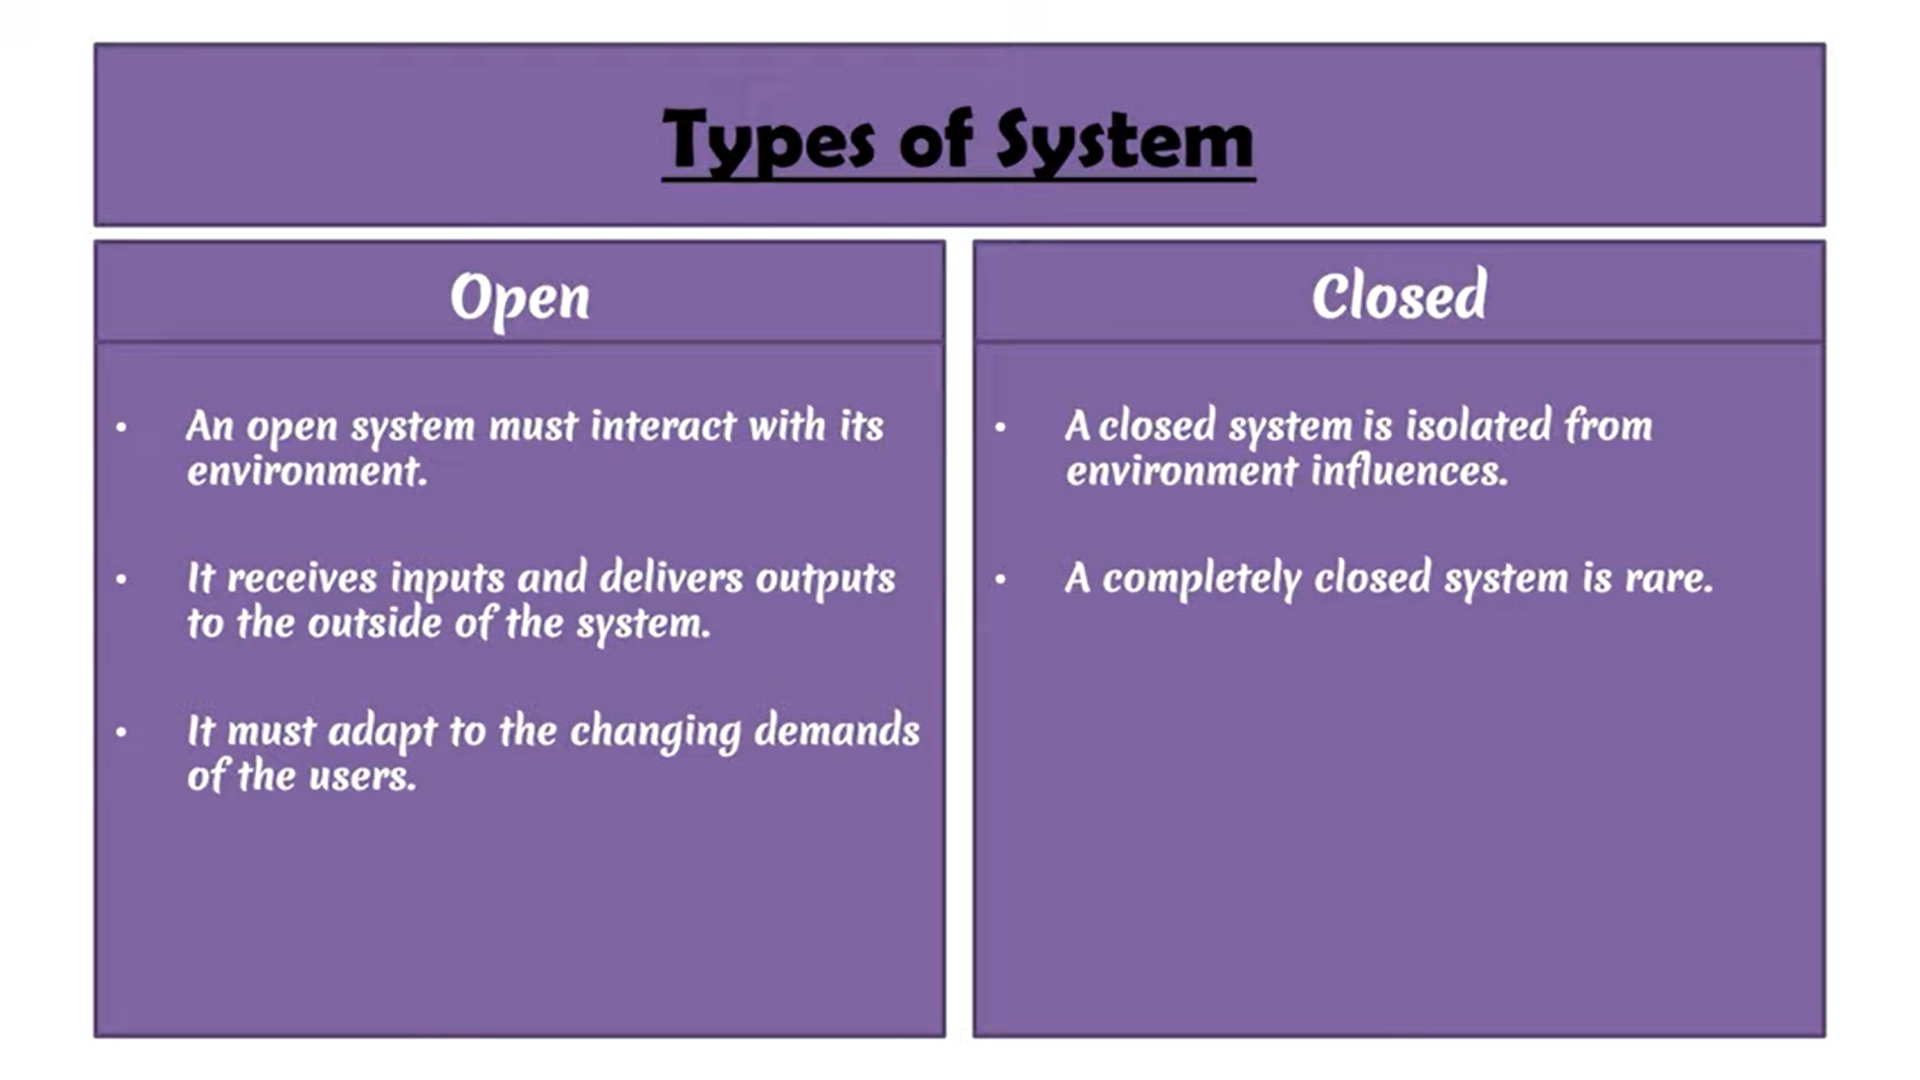 Types of System
Open
• An open system must interact with its
environment.
• It receives inputs and delivers outputs
to the outside of the system.
• It must adapt to the changing demands
of the users.
Closed
• A closed system is isolated from
environment influences.
• A completely closed system is rare.